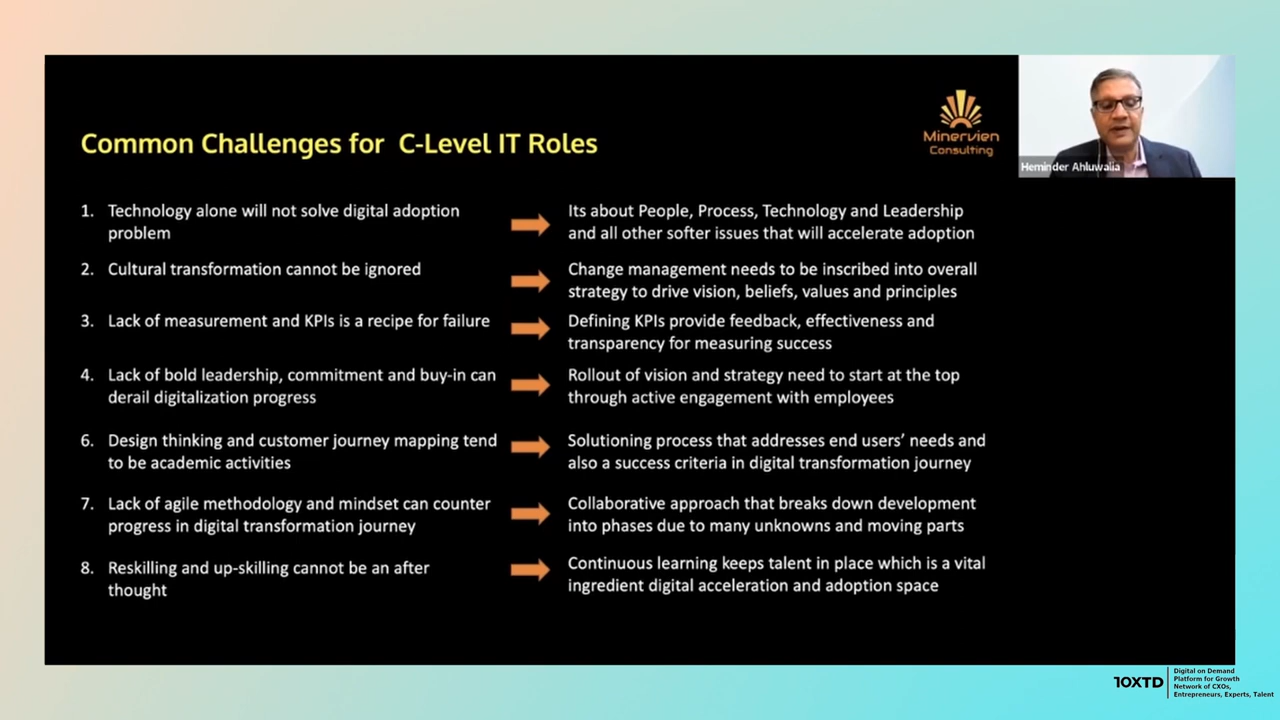 Common Challenges for C-Level IT Roles
Minervien
Consulting
Heminder Ahluwalia
1. Technology alone will not solve digital adoption
problem
Its about People, Process, Technology and Leadership
and all other softer issues that will accelerate adoption
2. Cultural transformation cannot be ignored
Change management needs to be inscribed into overall
strategy to drive vision, beliefs, values and principles
3. Lack of measurement and KPIs is a recipe for failure
Defining KPIs provide feedback, effectiveness and
transparency for measuring success
4. Lack of bold leadership, commitment and buy-in can
derail digitalization progress
Rollout of vision and strategy need to start at the top
through active engagement with employees
6. Design thinking and customer journey mapping tend
to be academic activities
Solutioning process that addresses end users’ needs and
also a success criteria in digital transformation journey
7. Lack of agile methodology and mindset can counter
progress in digital transformation journey
Collaborative approach that breaks down development
into phases due to many unknowns and moving parts
8. Reskilling and up-skilling cannot be an after
thought
Continuous learning keeps talent in place which is a vital
ingredient digital acceleration and adoption space
10XTD
Digital on Demand
Platform for Growth
Network of CXOs,
Entrepreneurs, Experts, Talent